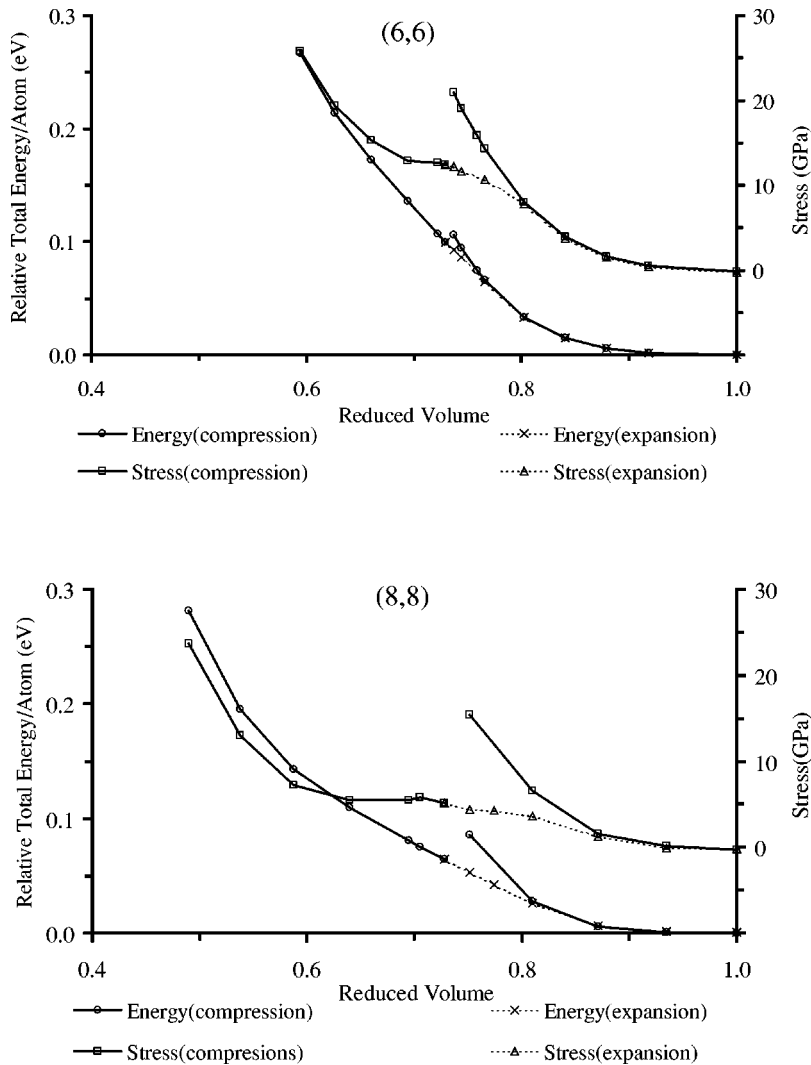 (6,6)
Relative Total Energy/Atom (eV)
0.3
0.2
0.1
0.0
30
20
10
0
Stress (GPa)
0.4
0.6
0.8
1.0
Reduced Volume
Energy(compression)
Energy(expansion)
Stress(compression)
Stress(expansion)
(8,8)
Relative Total Energy/Atom (eV)
0.3
0.2
0.1
0.0
30
20
10
0
Stress(GPa)
0.4
0.6
0.8
1.0
Reduced Volume
Energy(compression)
Energy(expansion)
Stress(compresions)
Stress(expansion)